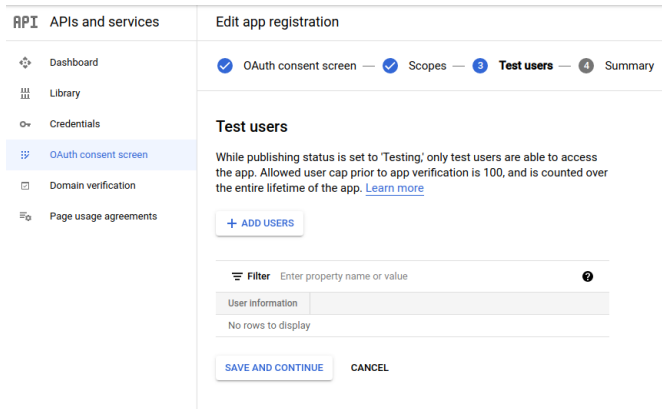 API APIs and services
Edit app registration
Dashboard
Library
Credentials
OAuth consent screen
Domain verification
Page usage agreements
OAuth consent screen — Scopes — 3 Test users — 4 Summary
Test users
While publishing status is set to 'Testing,' only test users are able to access
the app. Allowed user cap prior to app verification is 100, and is counted over
the entire lifetime of the app. Learn more
+ ADD USERS
Filter Enter property name or value ?
User information
No rows to display
SAVE AND CONTINUE CANCEL